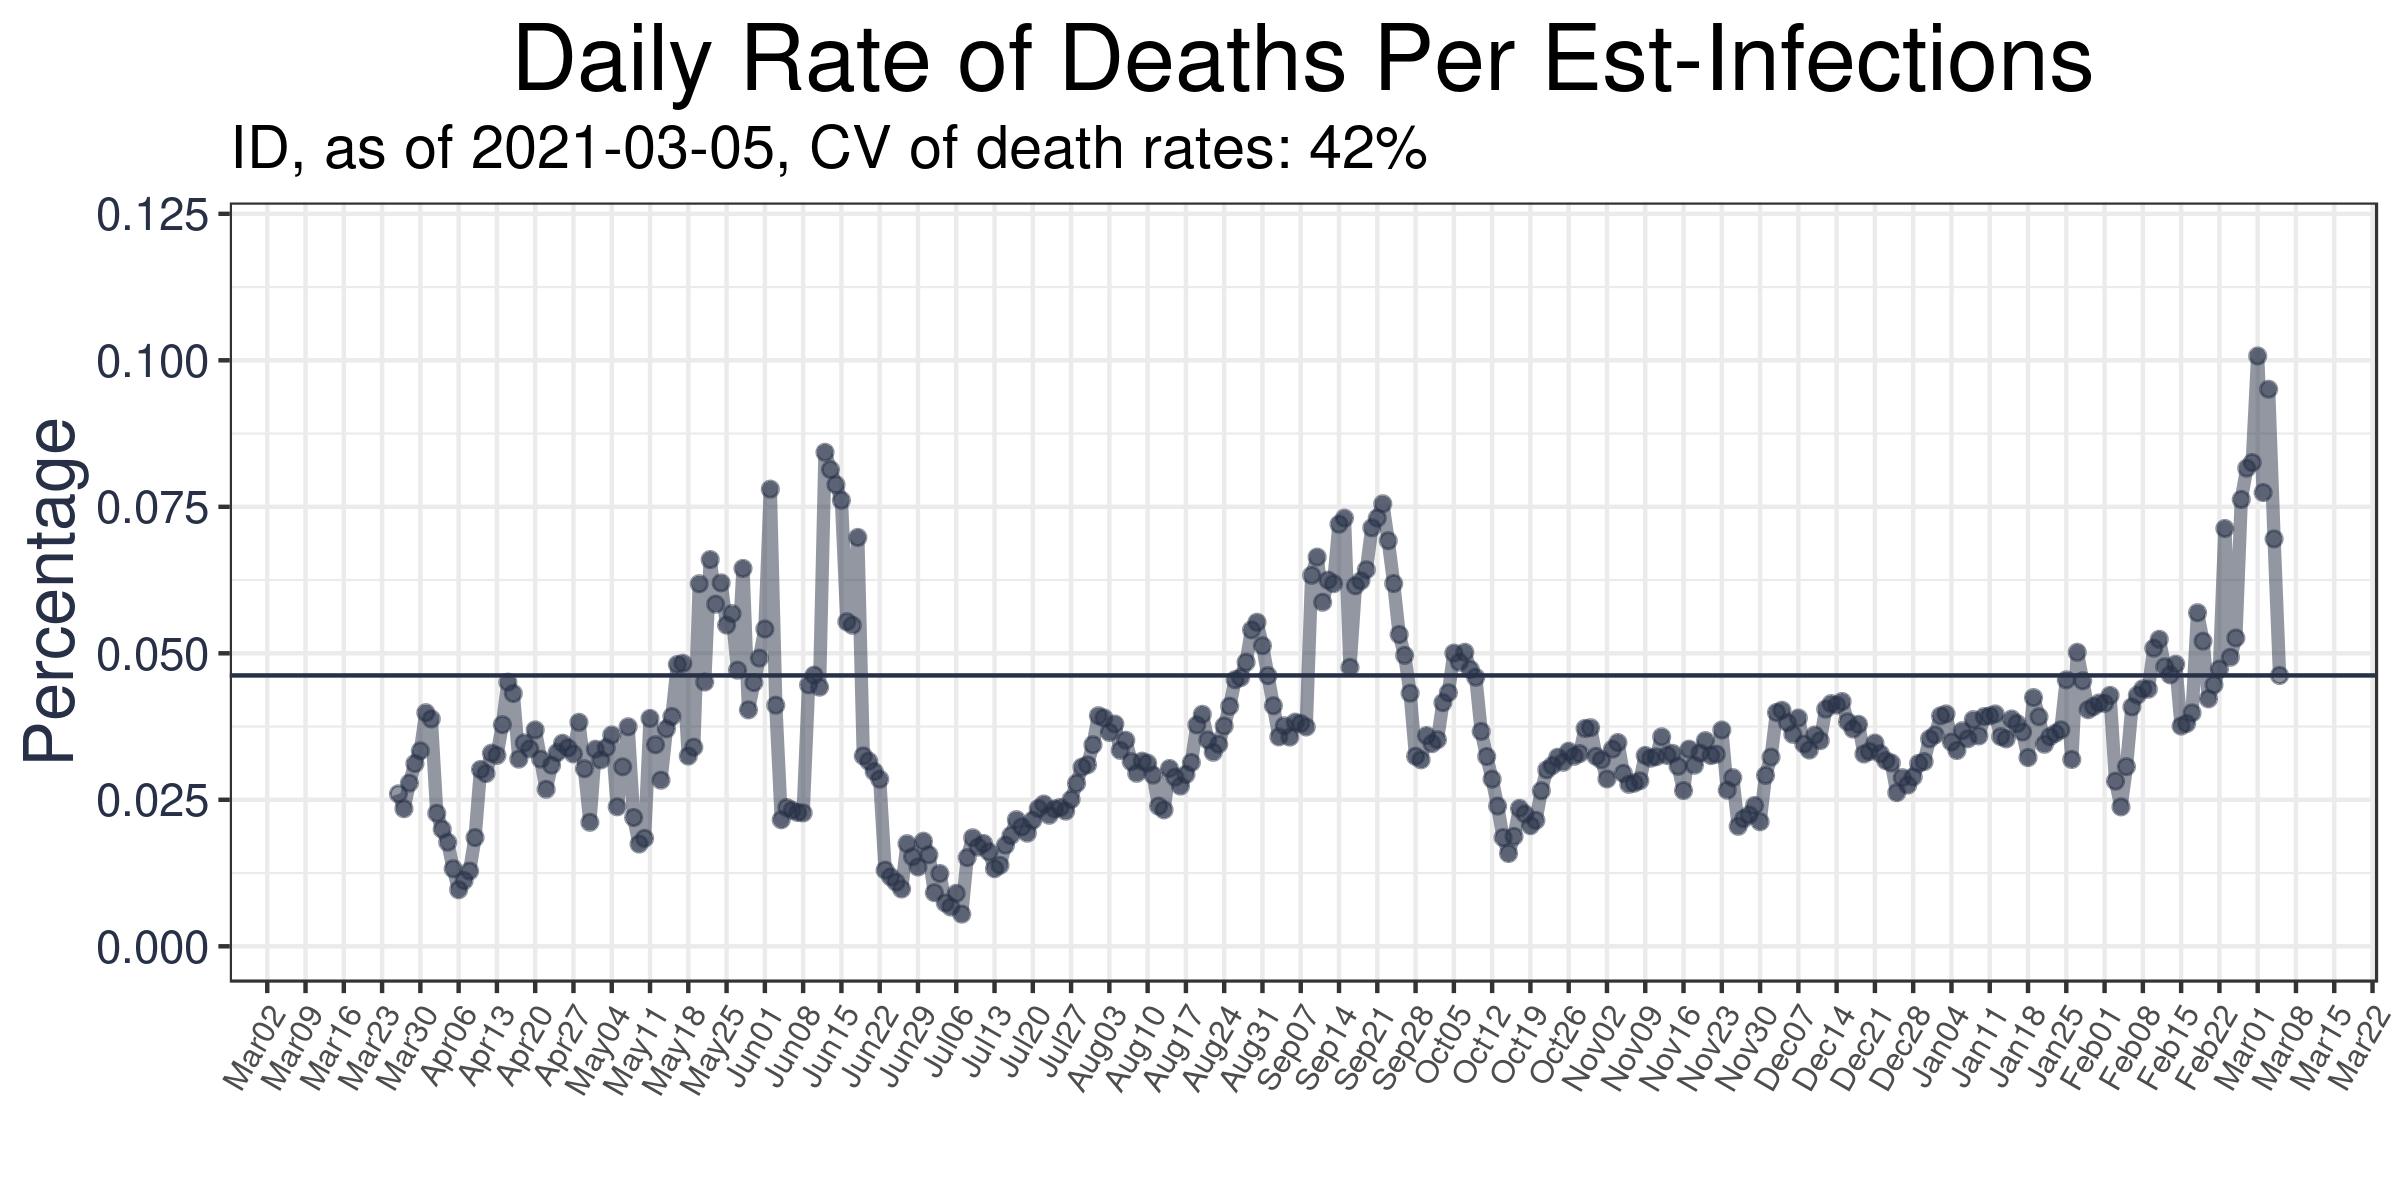 Daily Rate of Deaths Per Est-Infections
ID, as of 2021-03-05, CV of death rates: 42%
Percentage
0.125
0.100
0.075
0.050
0.025
0.000
Mar02
Mar09
Mar16
Mar23
Mar30
Apr06
Apr13
Apr20
Apr27
May04
May11
May18
May25
Jun01
Jun08
Jun15
Jun22
Jun29
Jul06
Jul13
Jul20
Jul27
Aug03
Aug10
Aug17
Aug24
Aug31
Sep07
Sep14
Sep21
Sep28
Oct05
Oct12
Oct19
Oct26
Nov02
Nov09
Nov16
Nov23
Nov30
Dec07
Dec14
Dec21
Dec28
Jan04
Jan11
Jan18
Jan25
Feb01
Feb08
Feb15
Feb22
Mar01
Mar08
Mar15
Mar22